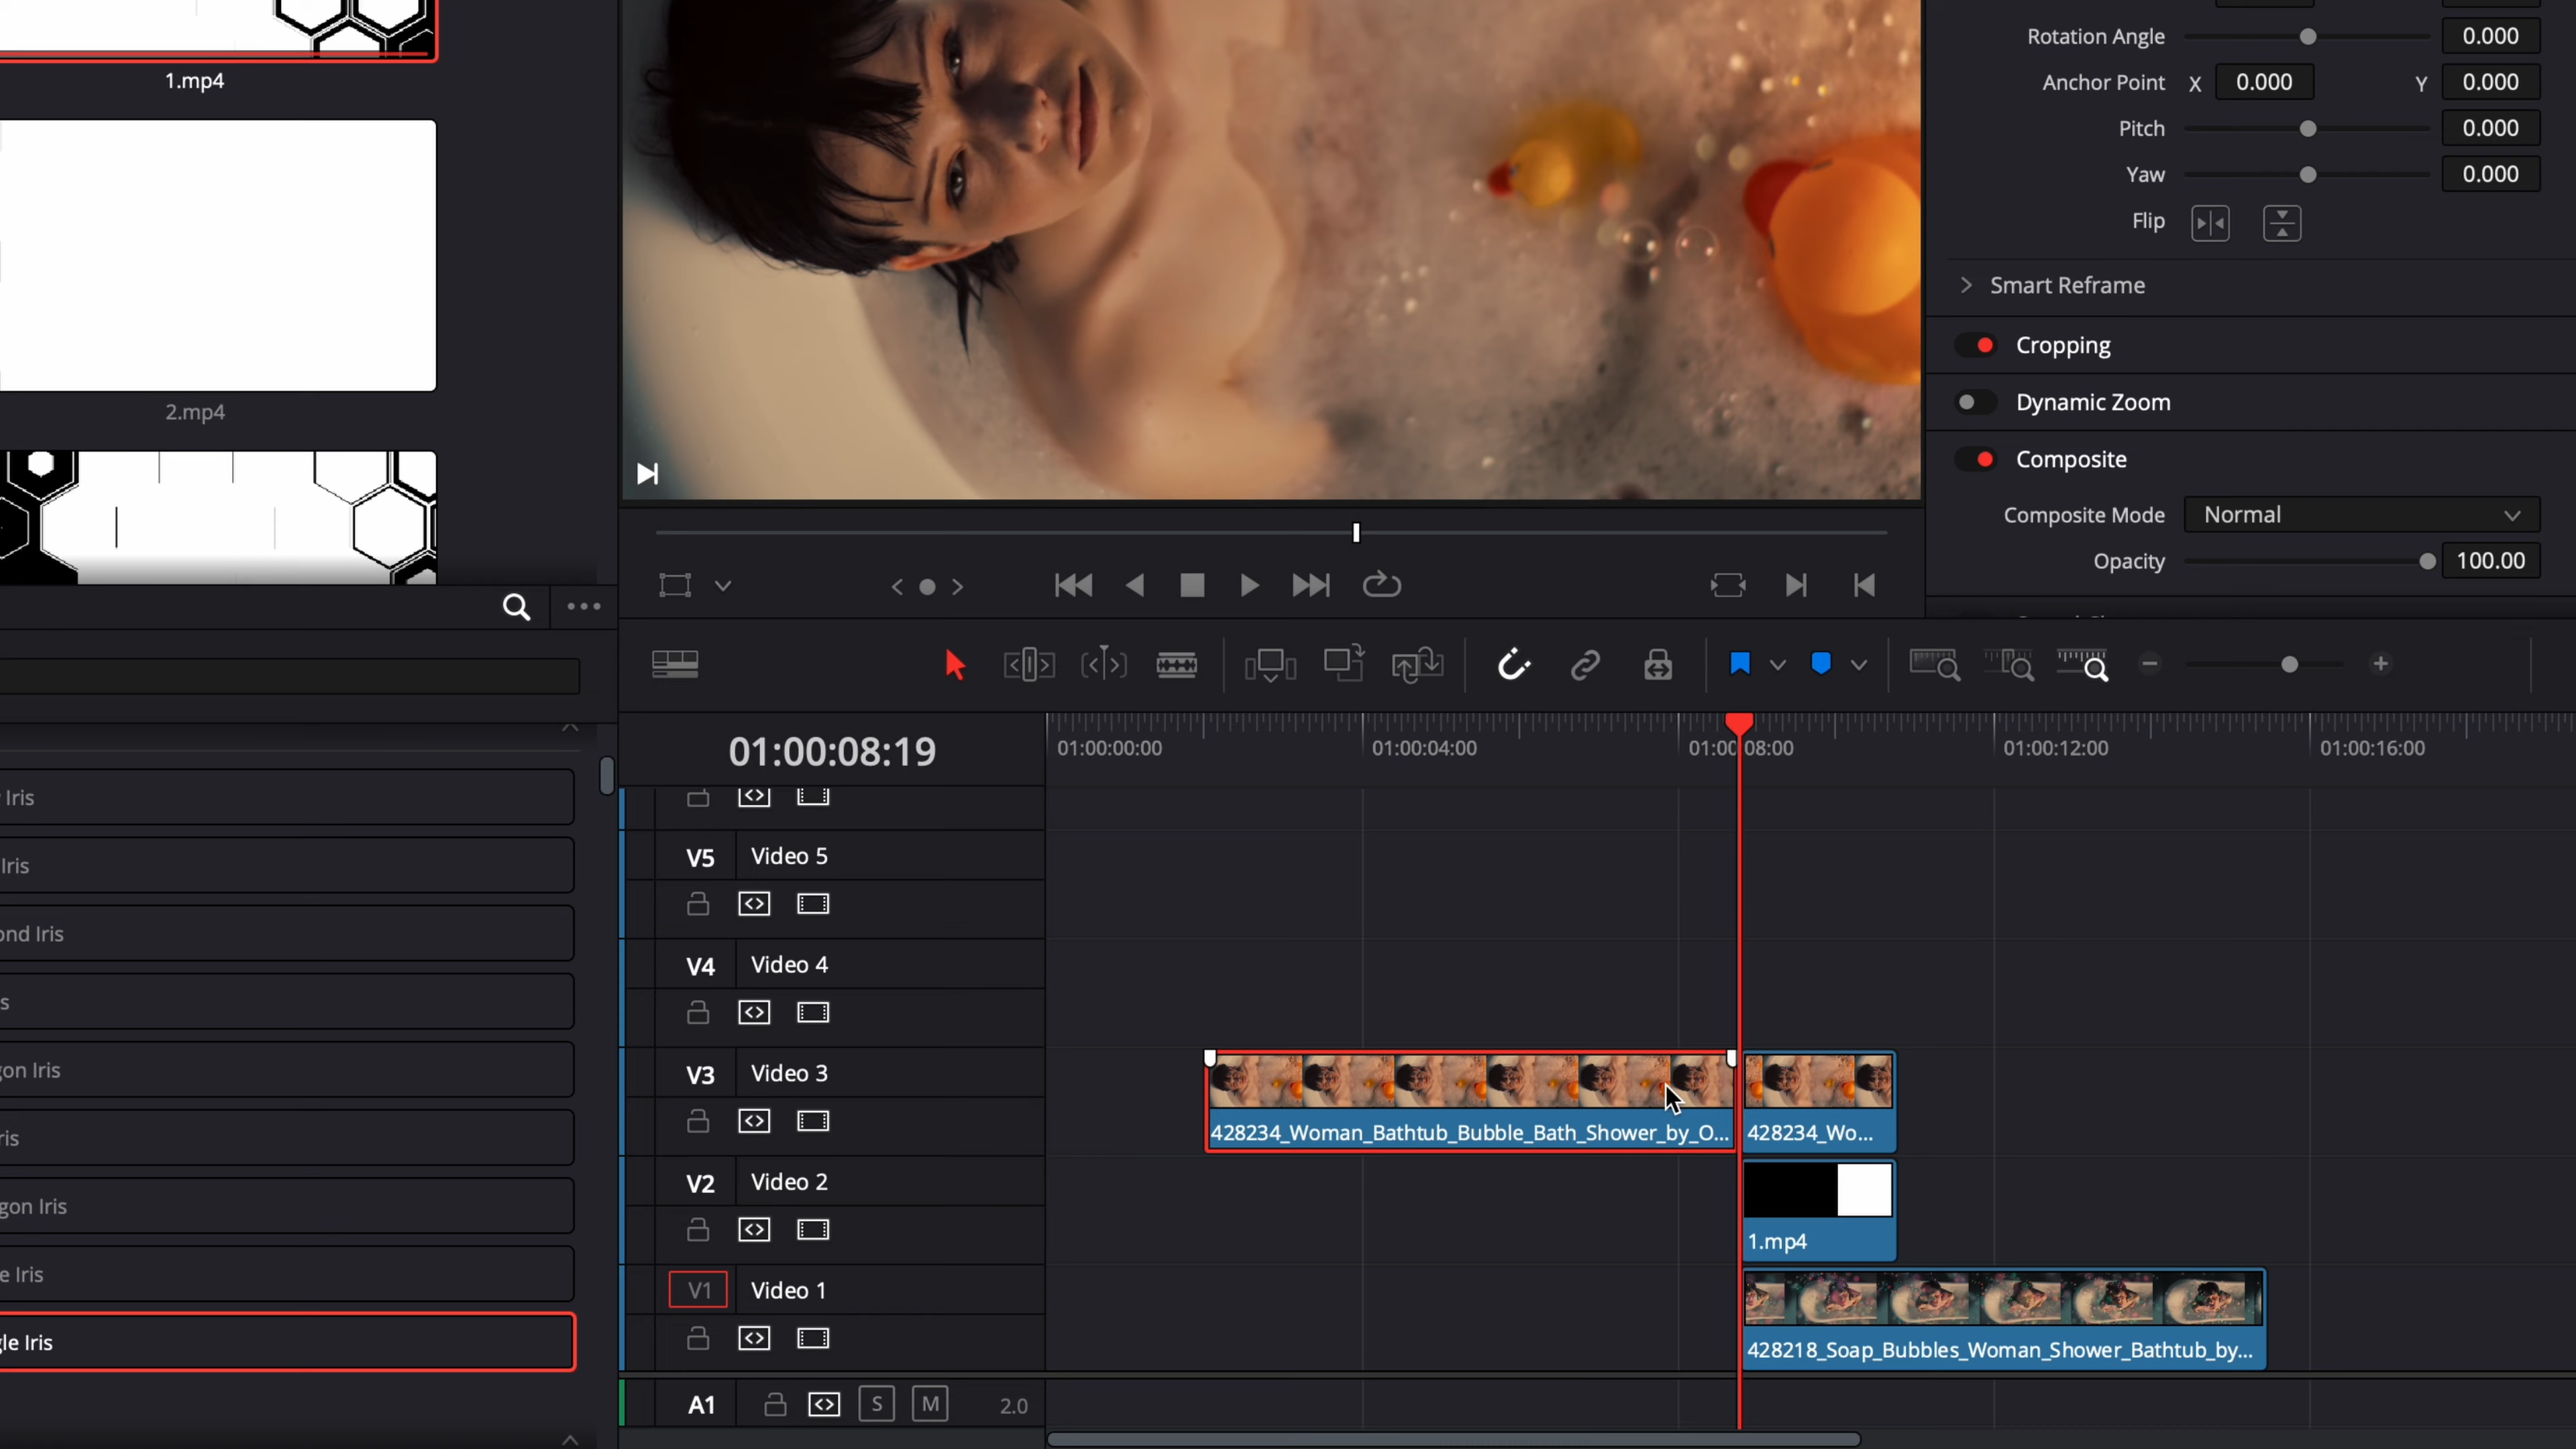 1.mp4
2.mp4
Iris
Iris
ond Iris
s
gon Iris
ris
gon Iris
e Iris
gle Iris
Rotation Angle 0.000
Anchor Point X 0.000 Y 0.000
Pitch 0.000
Yaw 0.000
Flip
Smart Reframe
Cropping
Dynamic Zoom
Composite
Composite Mode Normal
Opacity 100.00
01:00:08:19
01:00:00:00 01:00:04:00 01:00:08:00 01:00:12:00 01:00:16:00
V5 Video 5
V4 Video 4
V3 Video 3
428234_Woman_Bathtub_Bubble_Bath_Shower_by_O... 428234_Wo...
V2 Video 2
1.mp4
V1 Video 1
428218_Soap_Bubbles_Woman_Shower_Bathtub_by...
A1 S M 2.0